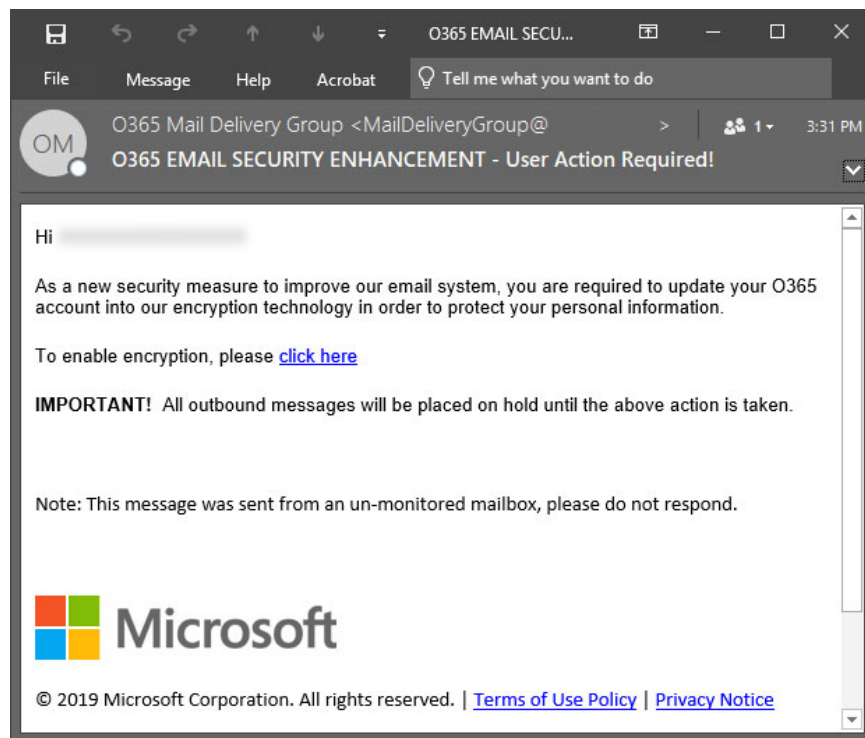 O365 EMAIL SECU...
File Message Help Acrobat Tell me what you want to do
OM O365 Mail Delivery Group <MailDeliveryGroup@ > 1 3:31 PM
O365 EMAIL SECURITY ENHANCEMENT - User Action Required!
Hi
As a new security measure to improve our email system, you are required to update your O365
account into our encryption technology in order to protect your personal information.
To enable encryption, please click here
IMPORTANT! All outbound messages will be placed on hold until the above action is taken.
Note: This message was sent from an un-monitored mailbox, please do not respond.
Microsoft
© 2019 Microsoft Corporation. All rights reserved. | Terms of Use Policy | Privacy Notice